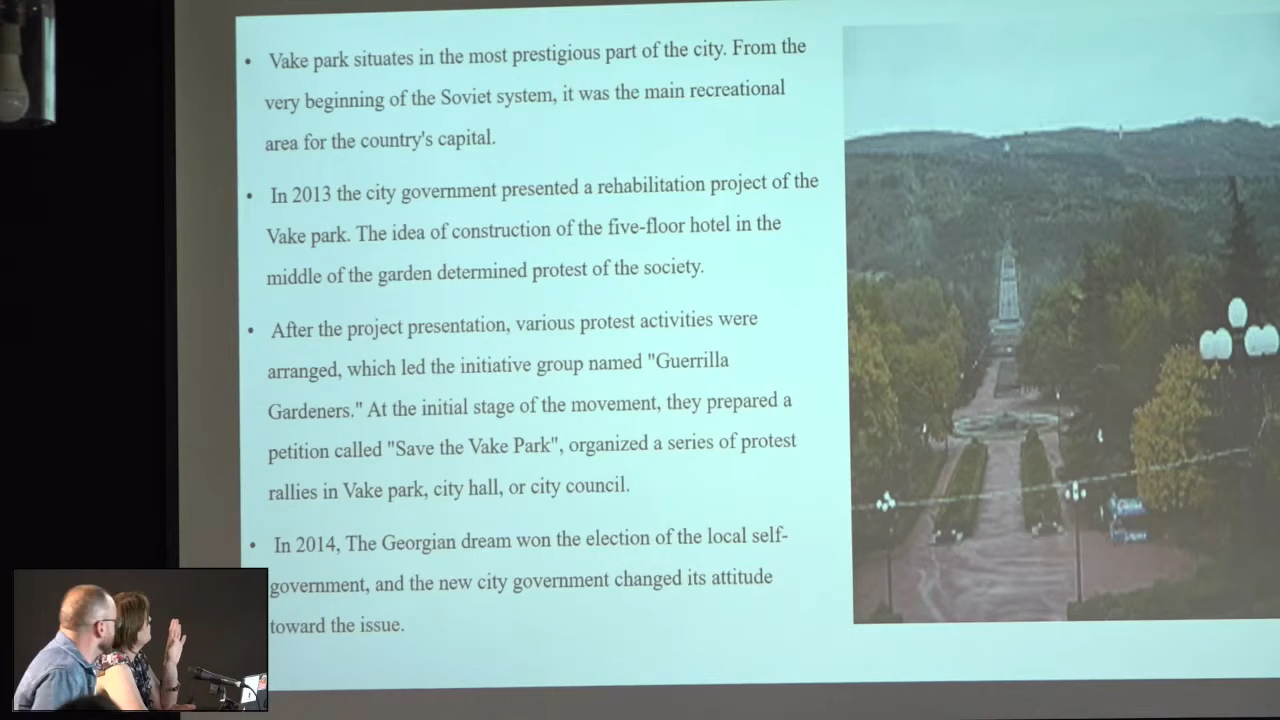 • Vake park situates in the most prestigious part of the city. From the
very beginning of the Soviet system, it was the main recreational
area for the country's capital.
• In 2013 the city government presented a rehabilitation project of the
Vake park. The idea of construction of the five-floor hotel in the
middle of the garden determined protest of the society.
• After the project presentation, various protest activities were
arranged, which led the initiative group named "Guerrilla
Gardeners." At the initial stage of the movement, they prepared a
petition called "Save the Vake Park", organized a series of protest
rallies in Vake park, city hall, or city council.
• In 2014, The Georgian dream won the election of the local self-
government, and the new city government changed its attitude
toward the issue.